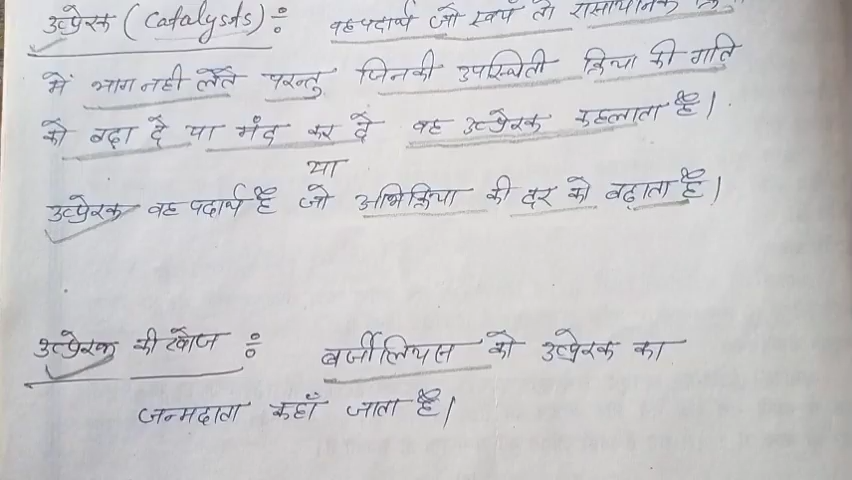 उत्प्रेरक (Catalysts) ÷ वह पदार्थ जो स्वयं तो रासायनिक
में भाग नही लेते परन्तु जिनकी उपस्थिती क्रिया की गति
को बढ़ा दे या मंद कर दे वह उत्प्रेरक कहलाता है।
या
उत्प्रेरक वह पदार्थ है जो अभिक्रिया की दर को बढ़ाता है।
उत्प्रेरक की खोज ÷ बर्जीलियस को उत्प्रेरक का
जन्मदाता कहाँ जाता है।